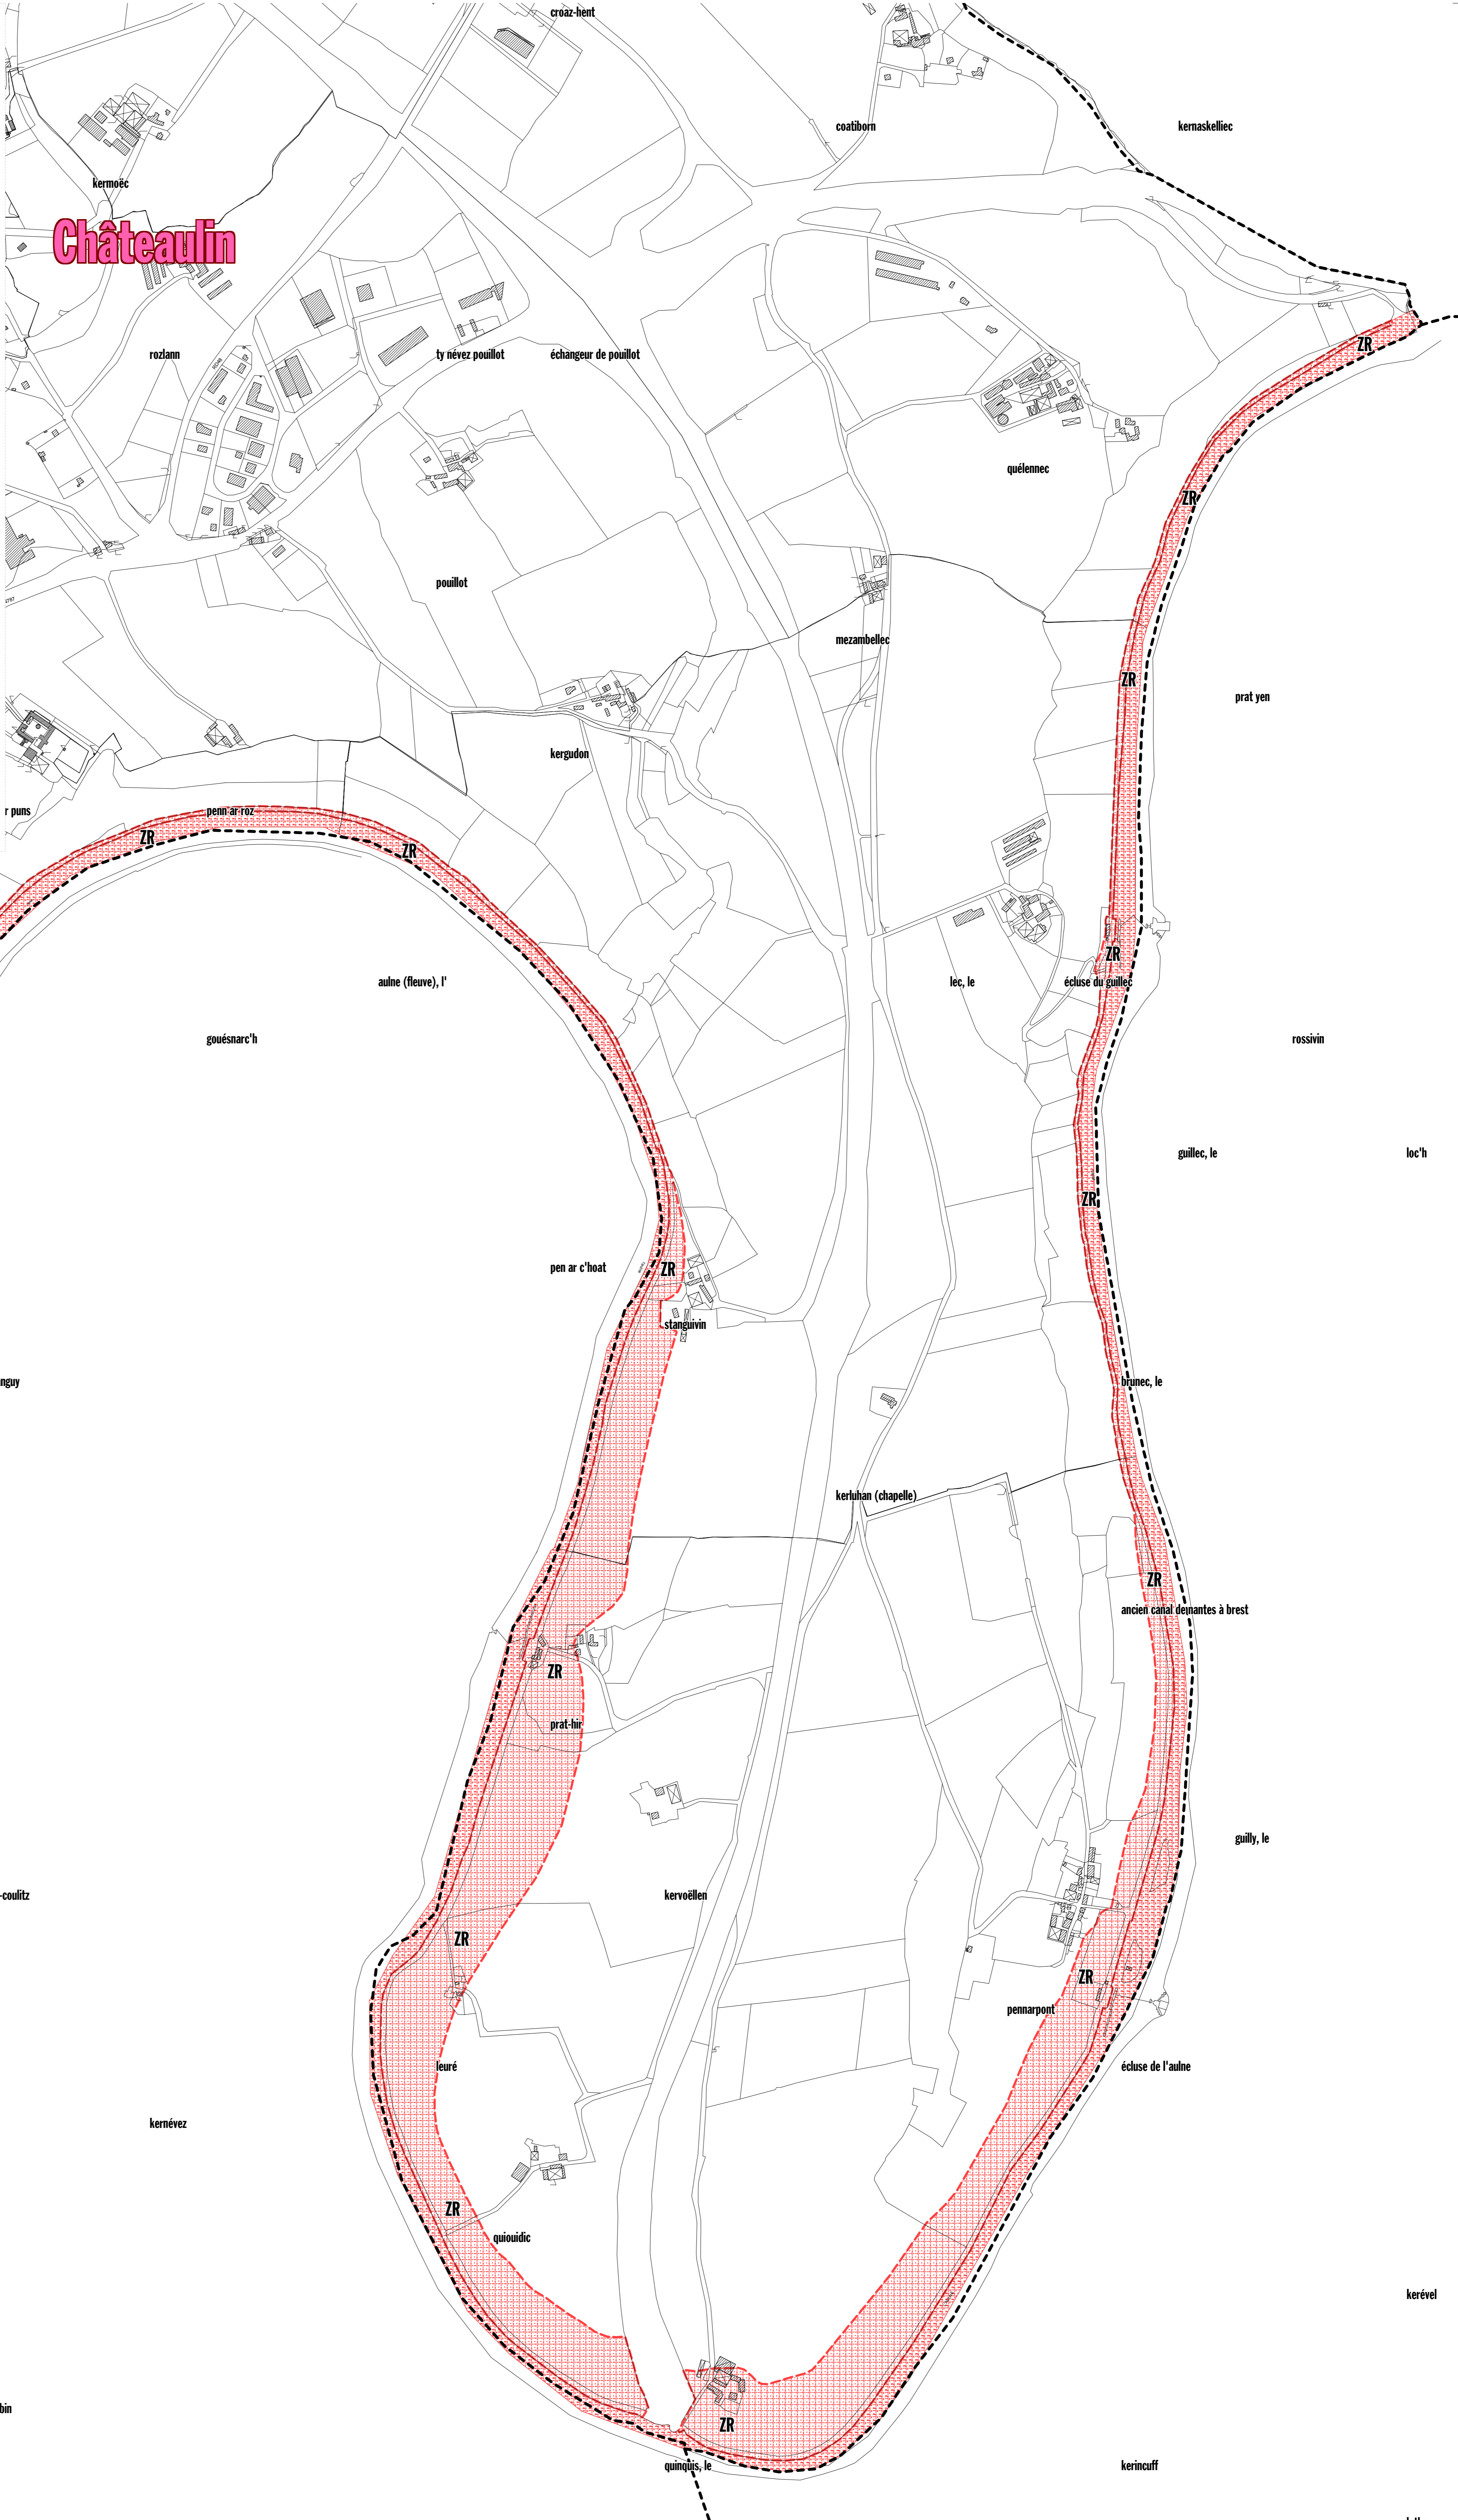 croaz-hent
coatiborn
kernaskelliec
kermoëc
Châteaulin
rozlann
ty névez pouillot
échangeur de pouillot
ZR
quélennec
ZR
pouillot
mezambellec
ZR
prat yen
kergudon
r puns
penn-ar-roz
ZR
ZR
ZR
aulne (fleuve), l'
lec, le
écluse du guillec
gouésnarc'h
rossivin
guillec, le
loc'h
ZR
pen ar c'hoat
ZR
stanguivin
nguy
brunec, le
kerluhan (chapelle)
ZR
ancien canal de nantes à brest
ZR
prat-hir
guilly, le
-coulitz
kervoëllen
ZR
ZR
pennarpont
leuré
écluse de l'aulne
kernévez
ZR
quiouidic
kerével
bin
ZR
quinquis, le
kerincuff